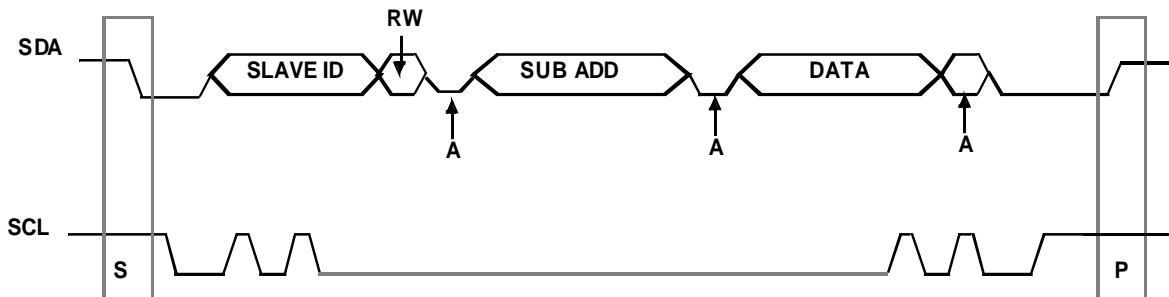 RW
SDA
SLAVE ID
SUB ADD
DATA
A
A
A
SCL
S
P